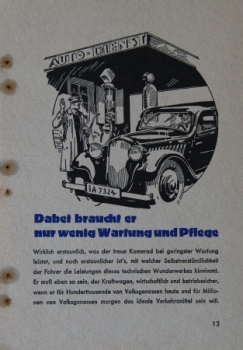 AUTO-DIENST
IA 7324
Dabei braucht er
nur wenig Wartung und Pflege
Wirklich erstaunlich, was der treue Kamerad bei geringster Wartung
leistet, und noch erstaunlicher ist's, mit welcher Selbstverständlichkeit
der Fahrer die Leistungen dieses technischen Wunderwerkes hinnimmt.
Er muß eben so sein, der Kraftwagen, wirtschaftlich und betriebssicher,
wenn er für Hunderttausende von Volksgenossen heute und für Millio-
nen von Volksgenossen morgen das ideale Verkehrsmittel sein will.
13